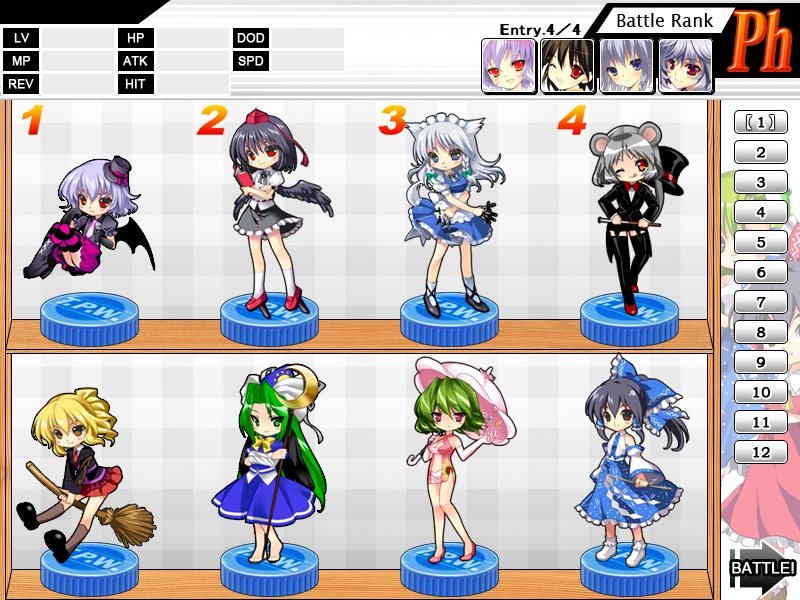 LV HP DOD
MP ATK SPD
REV HIT
Entry.4/4
Battle Rank
Ph
1 2 3 4
T.P.W. T.P.W. T.P.W. T.P.W.
T.P.W. T.P.W. T.P.W. T.P.W.
【1】
2
3
4
5
6
7
8
9
10
11
12
BATTLE!